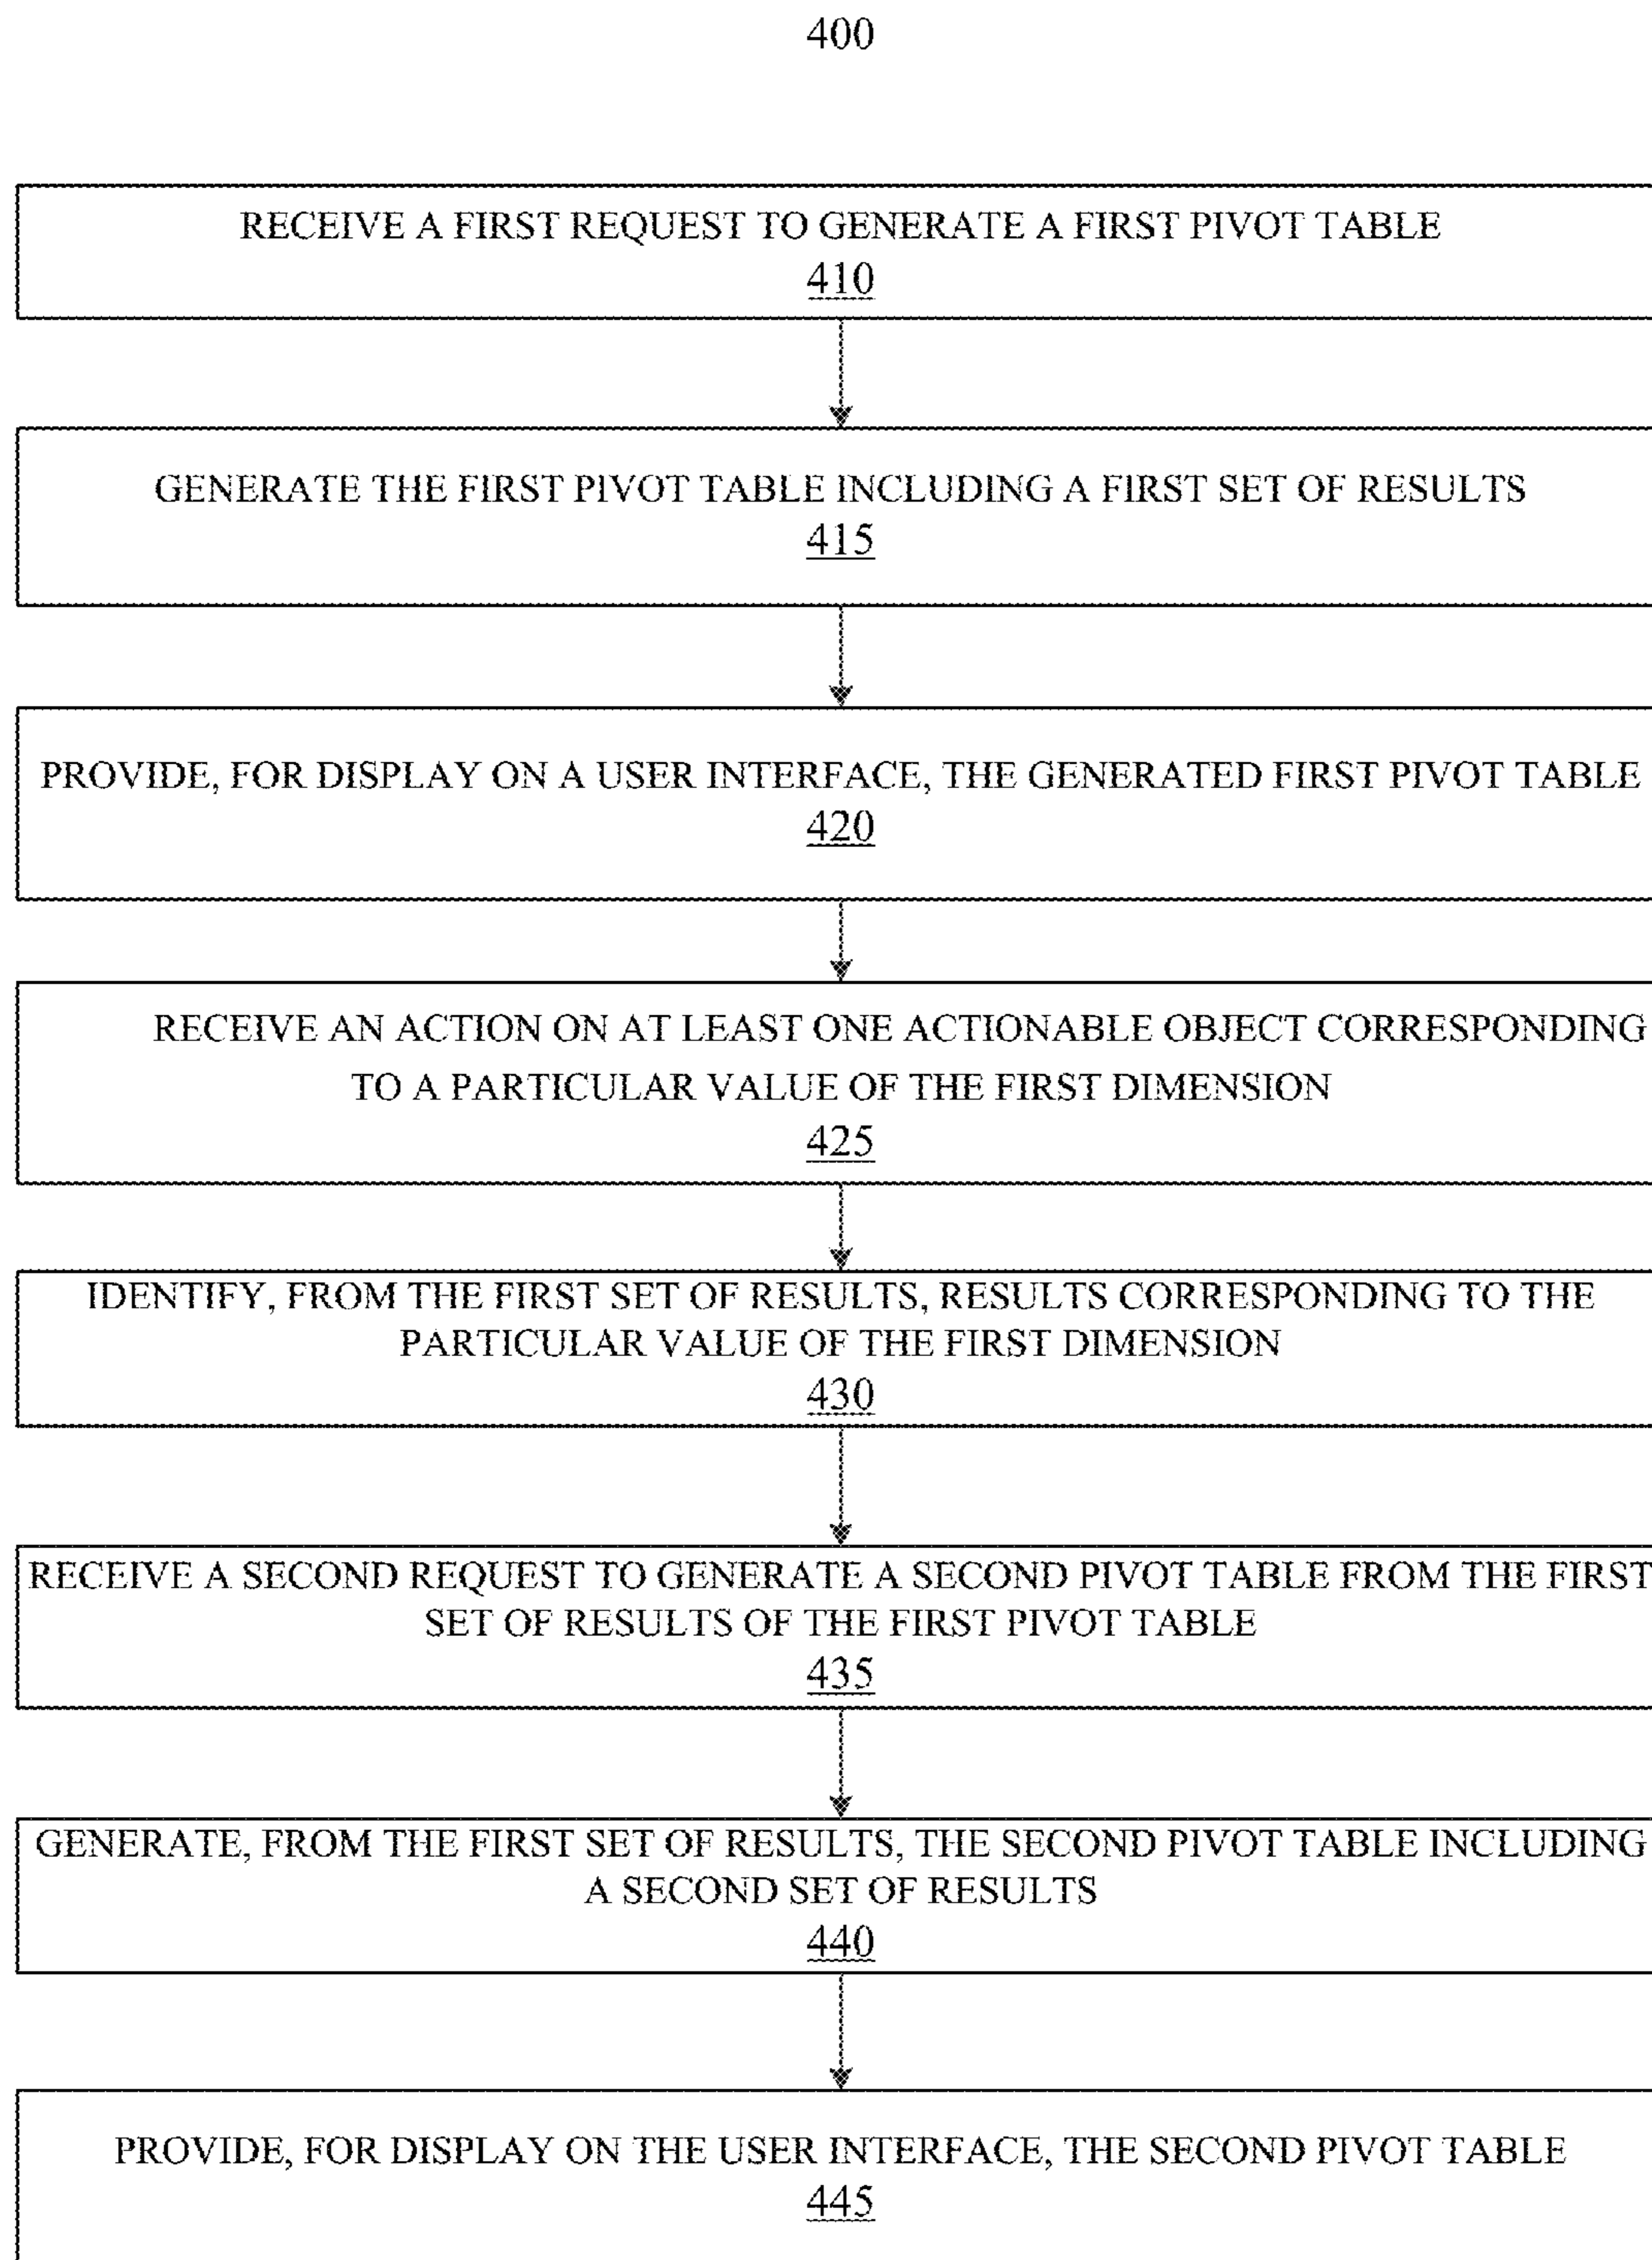 400
RECEIVE A FIRST REQUEST TO GENERATE A FIRST PIVOT TABLE
410
GENERATE THE FIRST PIVOT TABLE INCLUDING A FIRST SET OF RESULTS
415
PROVIDE, FOR DISPLAY ON A USER INTERFACE, THE GENERATED FIRST PIVOT TABLE
420
RECEIVE AN ACTION ON AT LEAST ONE ACTIONABLE OBJECT CORRESPONDING
TO A PARTICULAR VALUE OF THE FIRST DIMENSION
425
IDENTIFY, FROM THE FIRST SET OF RESULTS, RESULTS CORRESPONDING TO THE
PARTICULAR VALUE OF THE FIRST DIMENSION
430
RECEIVE A SECOND REQUEST TO GENERATE A SECOND PIVOT TABLE FROM THE FIRST
SET OF RESULTS OF THE FIRST PIVOT TABLE
435
GENERATE, FROM THE FIRST SET OF RESULTS, THE SECOND PIVOT TABLE INCLUDING
A SECOND SET OF RESULTS
440
PROVIDE, FOR DISPLAY ON THE USER INTERFACE, THE SECOND PIVOT TABLE
445